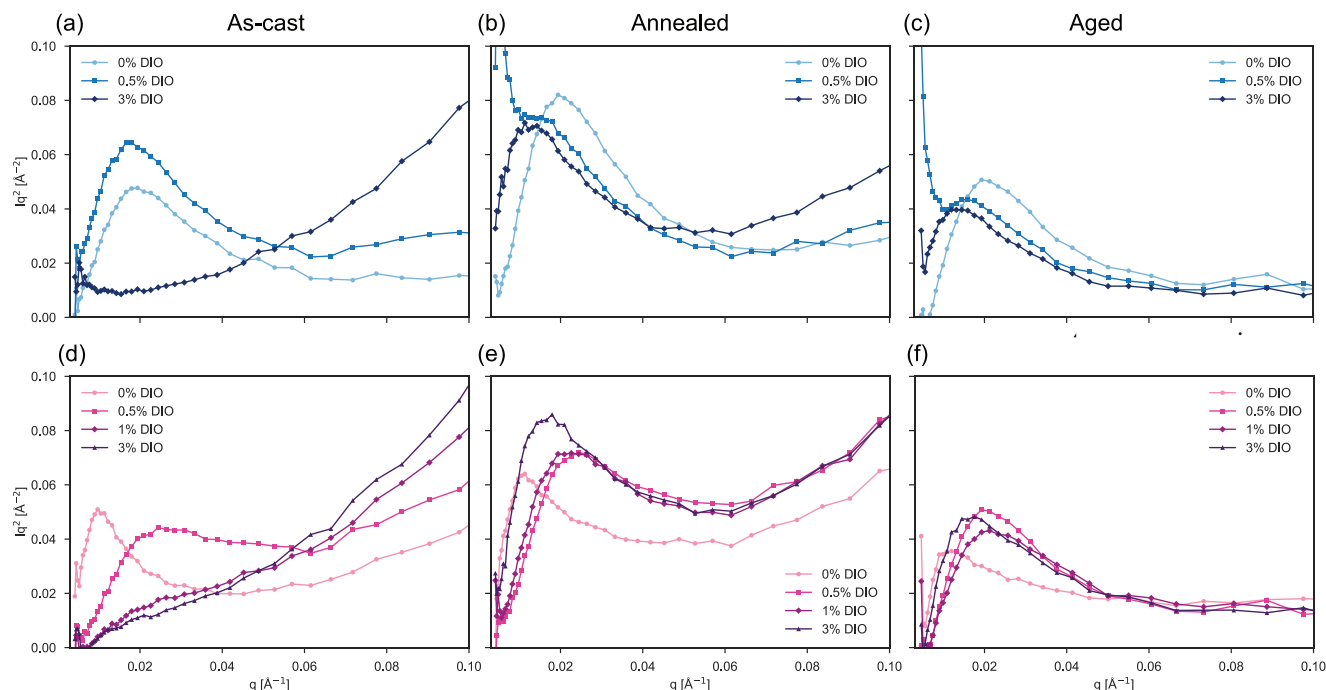 As-cast
Annealed
Aged
(a)
(b)
(c)
0.10
0.08
0.06
0.04
0.02
0.00
Iq² [Å⁻²]
0% DIO
0.5% DIO
3% DIO
0% DIO
0.5% DIO
3% DIO
0% DIO
0.5% DIO
3% DIO
(d)
(e)
(f)
0.10
0.08
0.06
0.04
0.02
0.00
Iq² [Å⁻²]
0% DIO
0.5% DIO
1% DIO
3% DIO
0% DIO
0.5% DIO
1% DIO
3% DIO
0% DIO
0.5% DIO
1% DIO
3% DIO
0.02 0.04 0.06 0.08 0.10
0.02 0.04 0.06 0.08 0.10
0.02 0.04 0.06 0.08 0.10
q [Å⁻¹]
q [Å⁻¹]
q [Å⁻¹]